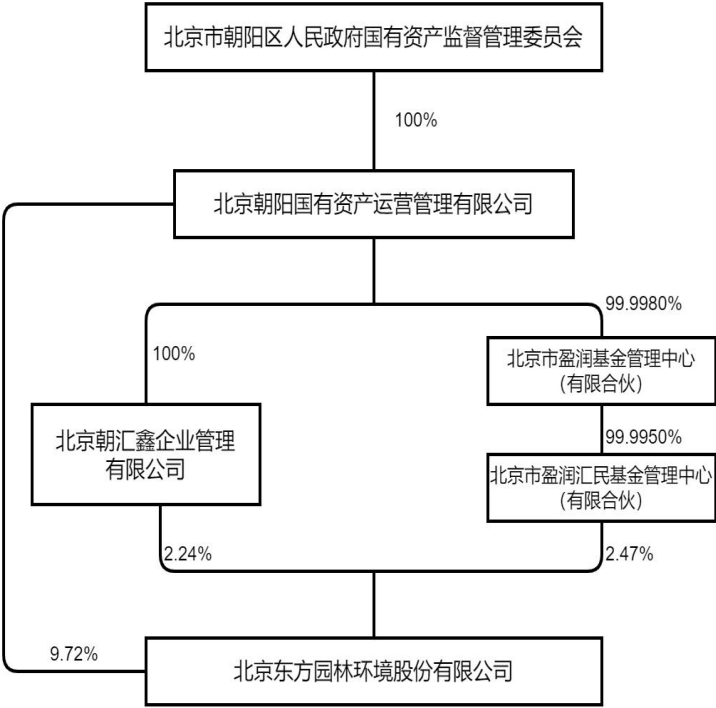 北京市朝阳区人民政府国有资产监督管理委员会
100%
北京朝阳国有资产运营管理有限公司
99.9980%
100%
北京市盈润基金管理中心
（有限合伙）
北京朝汇鑫企业管理
有限公司
99.9950%
北京市盈润汇民基金管理中心
（有限合伙）
2.24%
2.47%
9.72%
北京东方园林环境股份有限公司